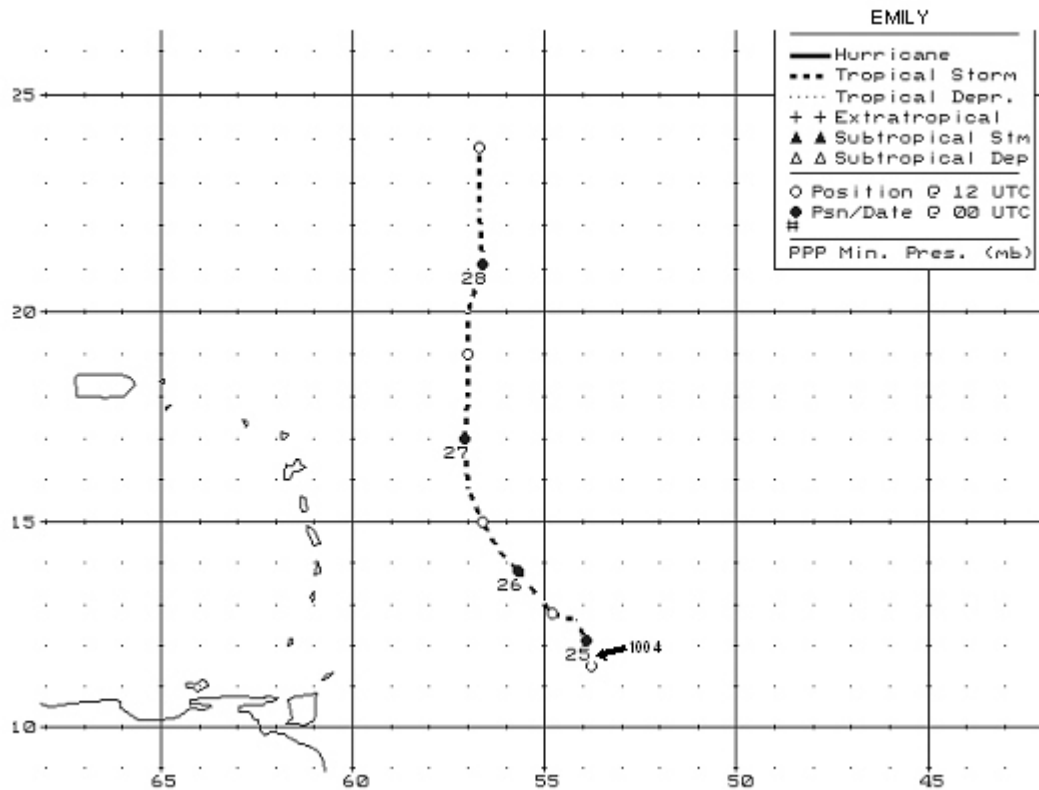 EMILY
Hurricane
Tropical Storm
Tropical Depr.
+ + Extratropical
Subtropical Stm
Subtropical Dep
Position @ 12 UTC
Psn/Date @ 00 UTC
#
PPP Min. Pres. (mb)
25
28
20
27
15
26
25
1004
10
65
60
55
50
45